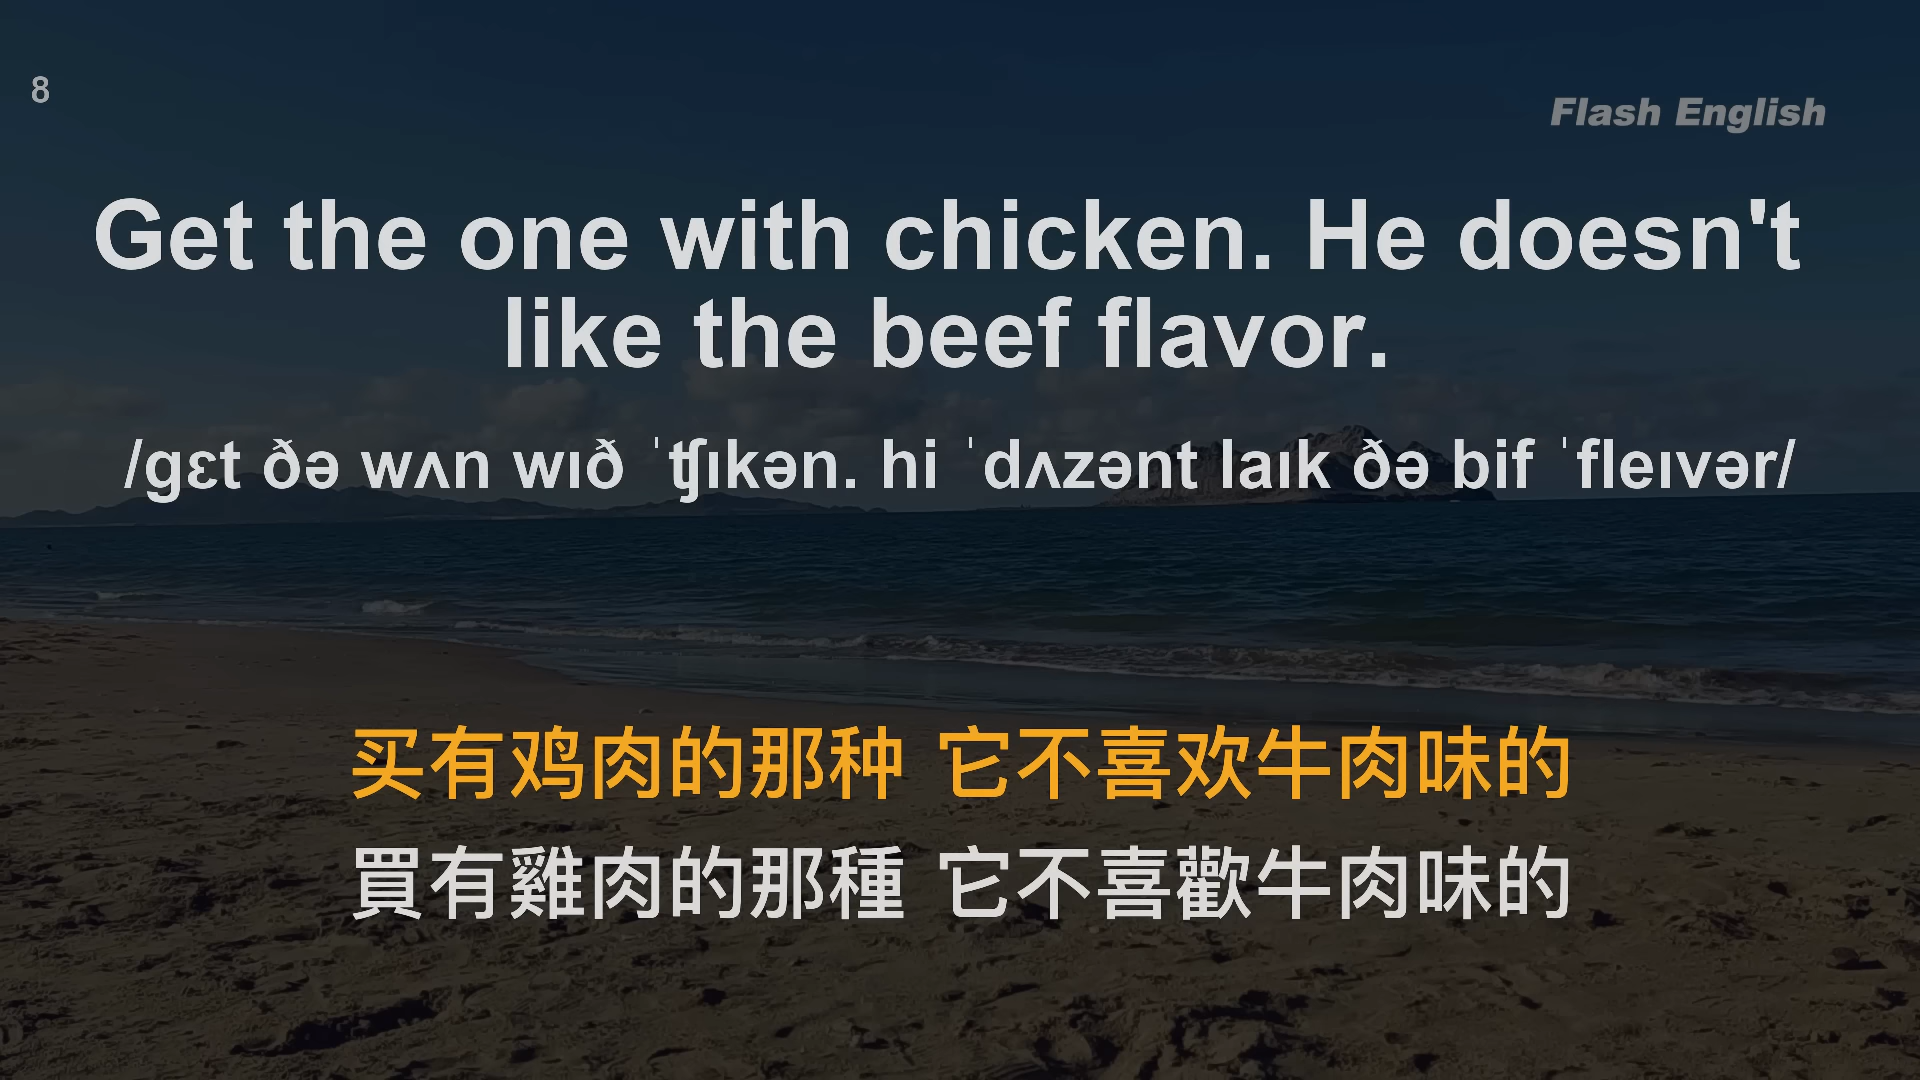 8
Flash English
Get the one with chicken. He doesn't
like the beef flavor.
/gɛt ðə wʌn wɪð ˈʧɪkən. hi ˈdʌzənt laɪk ðə bif ˈfleɪvər/
买有鸡肉的那种 它不喜欢牛肉味的
買有雞肉的那種 它不喜歡牛肉味的